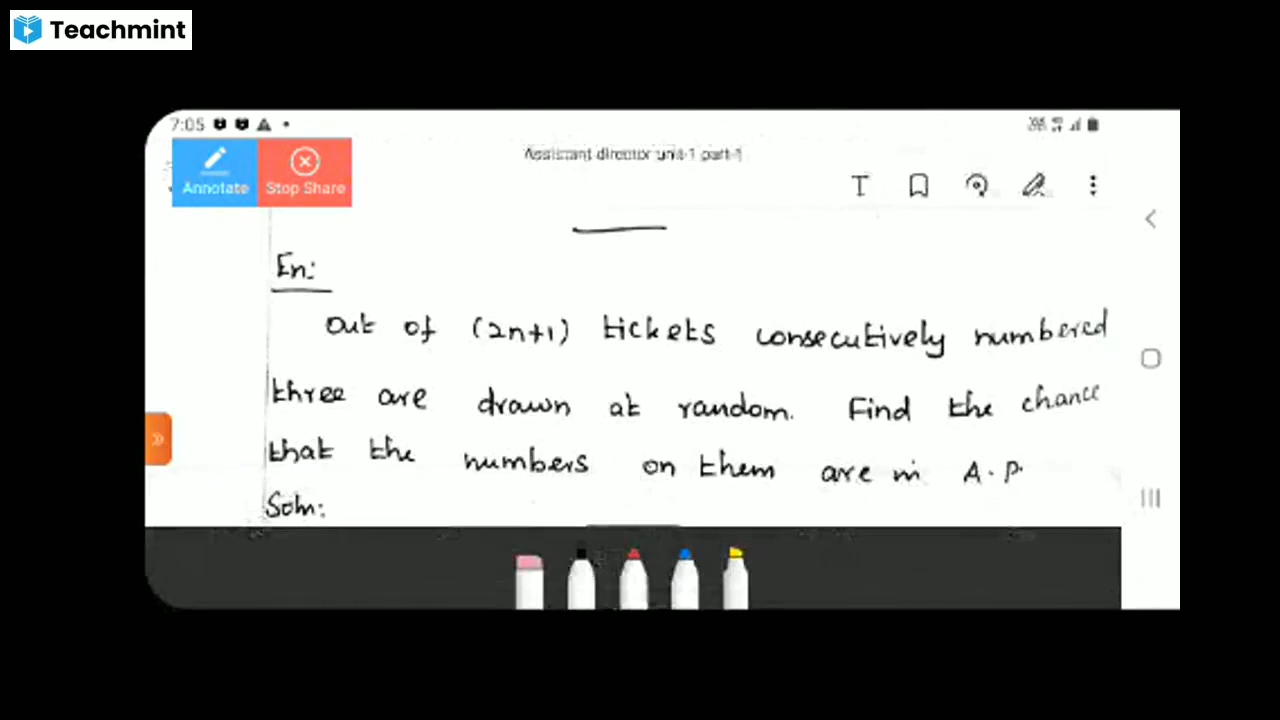 Teachmint
7:05
Assistant director unit-1 part-1
Annotate
Stop Share
T
En:
Out of (2n+1) tickets consecutively numbered
three are drawn at random. Find the chance
that the numbers on them are in A.P.
Soln: